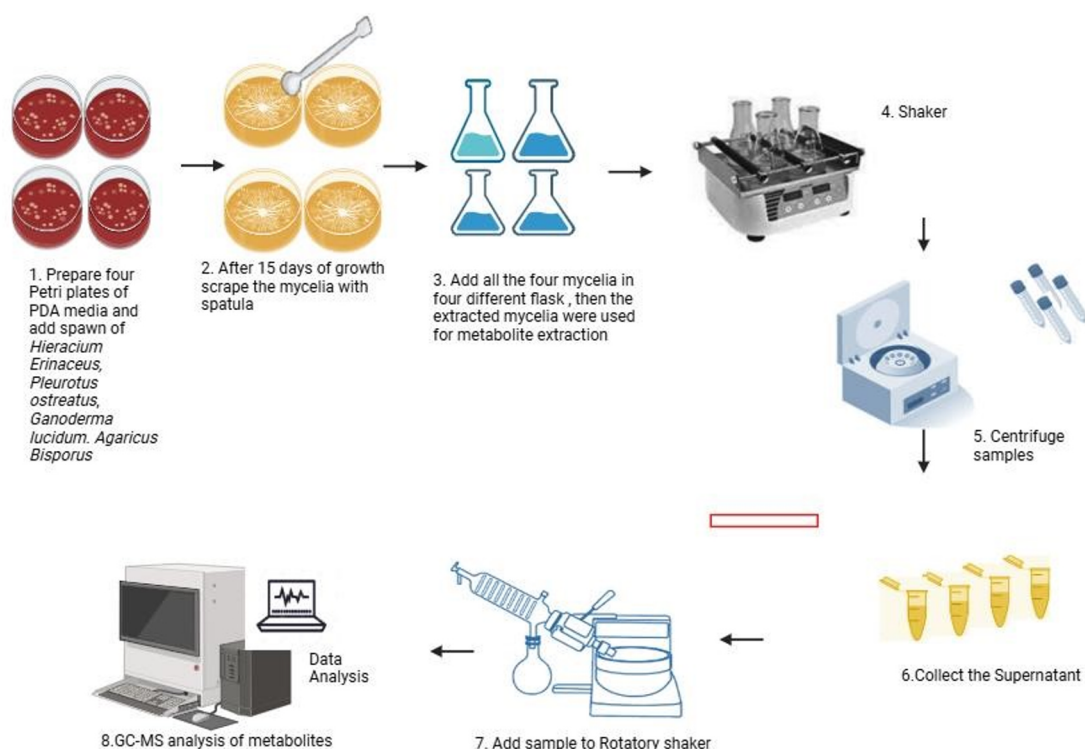 1. Prepare four
Petri plates of
PDA media and
add spawn of
Hieracium
Erinaceus,
Pleurotus
ostreatus,
Ganoderma
lucidum. Agaricus
Bisporus
2. After 15 days of growth
scrape the mycelia with
spatula
3. Add all the four mycelia in
four different flask , then the
extracted mycelia were used
for metabolite extraction
4. Shaker
5. Centrifuge
samples
6.Collect the Supernatant
7. Add sample to Rotatory shaker
Data
Analysis
8.GC-MS analysis of metabolites